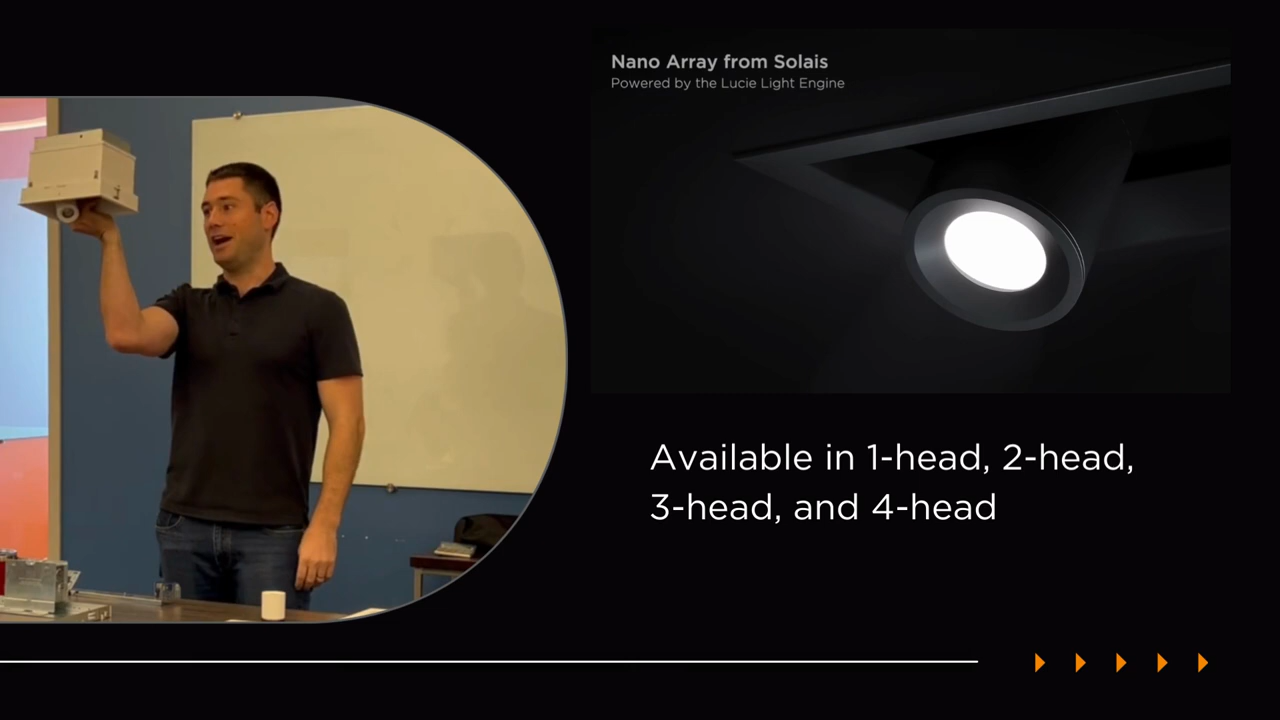 Nano Array from Solais
Powered by the Lucie Light Engine
Available in 1-head, 2-head,
3-head, and 4-head